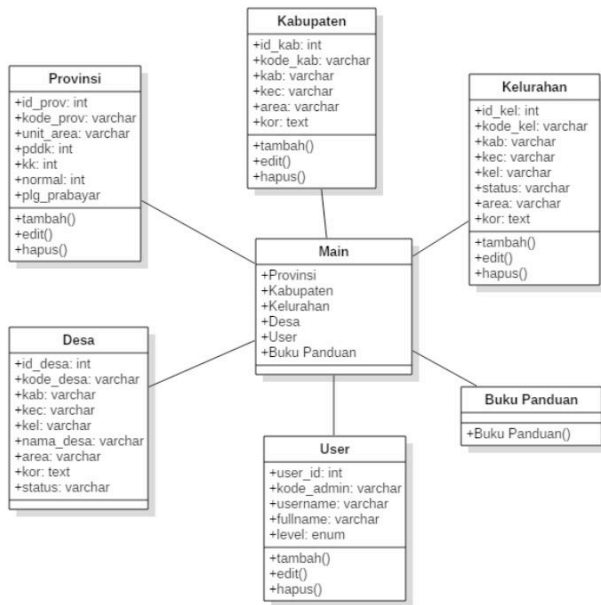 Kabupaten
+id_kab: int
+kode_kab: varchar
+kab: varchar
+kec: varchar
+area: varchar
+kor: text
+tambah()
+edit()
+hapus()
Provinsi
+id_prov: int
+kode_prov: varchar
+unit_area: varchar
+pddk: int
+kk: int
+normal: int
+plg_prabayar
+tambah()
+edit()
+hapus()
Kelurahan
+id_kel: int
+kode_kel: varchar
+kab: varchar
+kec: varchar
+kel: varchar
+status: varchar
+area: varchar
+kor: text
+tambah()
+edit()
+hapus()
Main
+Provinsi
+Kabupaten
+Kelurahan
+Desa
+User
+Buku Panduan
Desa
+id_desa: int
+kode_desa: varchar
+kab: varchar
+kec: varchar
+kel: varchar
+nama_desa: varchar
+area: varchar
+kor: text
+status: varchar
Buku Panduan
+Buku Panduan()
User
+user_id: int
+kode_admin: varchar
+username: varchar
+fullname: varchar
+level: enum
+tambah()
+edit()
+hapus()